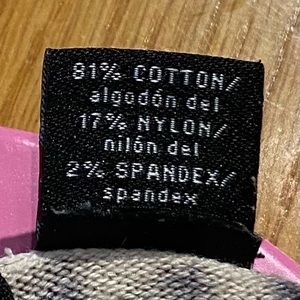 81% COTTON/
algodón del
17% NYLON/
nilón del
2% SPANDEX/
spandex